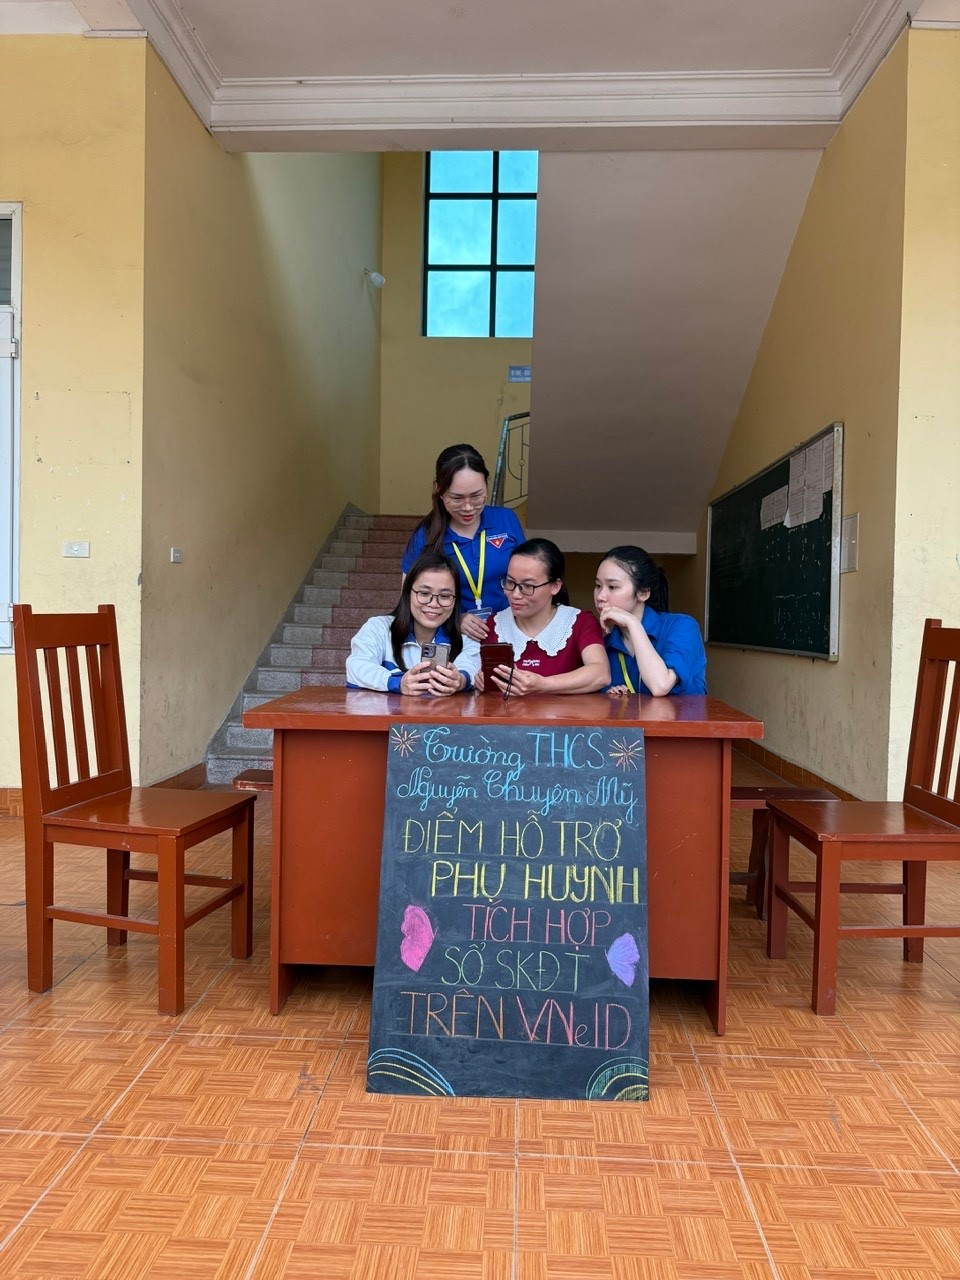 Trường THCS
Nguyễn Chuyên Mỹ
ĐIỂM HỖ TRỢ
PHỤ HUYNH
TÍCH HỢP
SỔ SKĐT
TRÊN VNeID